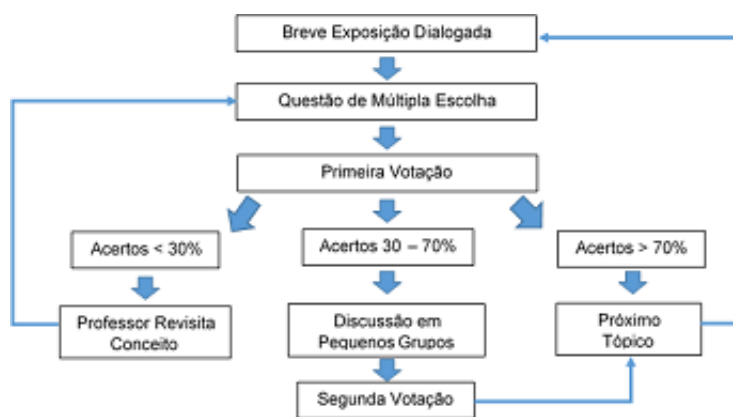 Breve Exposição Dialogada
Questão de Múltipla Escolha
Primeira Votação
Acertos < 30%
Acertos 30 – 70%
Acertos > 70%
Professor Revisita
Conceito
Discussão em
Pequenos Grupos
Próximo
Tópico
Segunda Votação